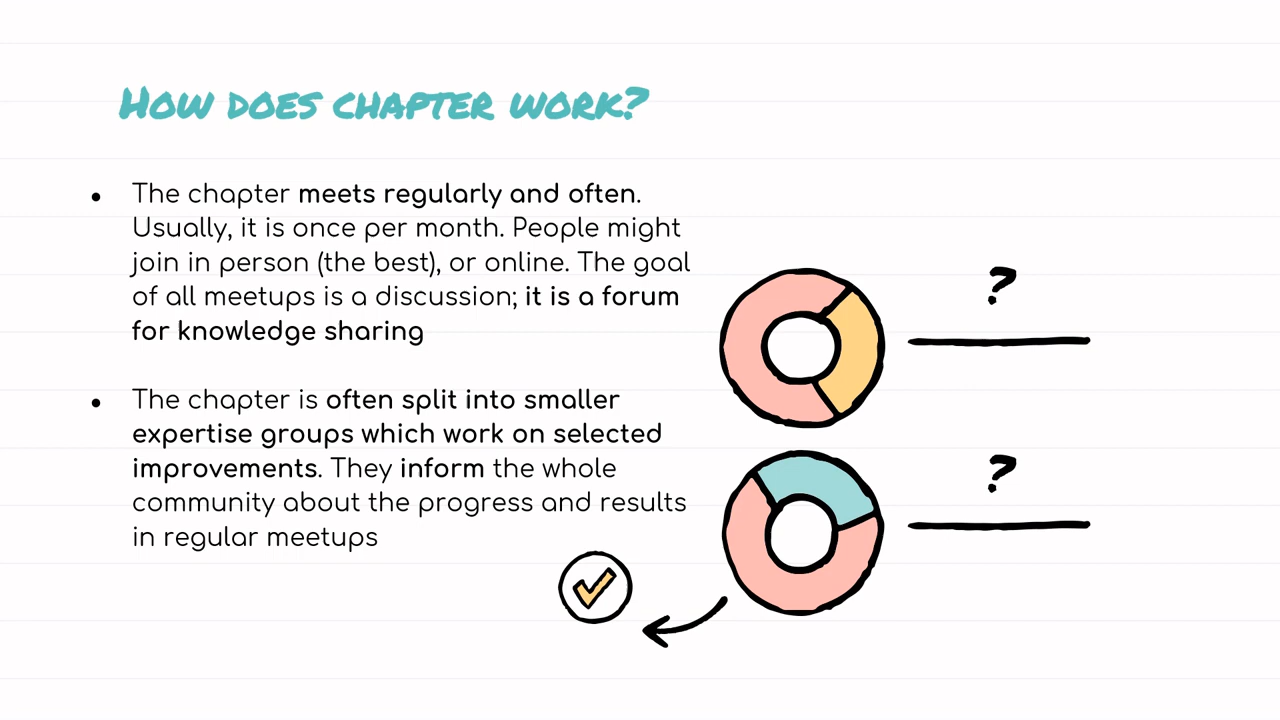 How does chapter work?
● The chapter meets regularly and often.
Usually, it is once per month. People might
join in person (the best), or online. The goal
of all meetups is a discussion; it is a forum
for knowledge sharing
● The chapter is often split into smaller
expertise groups which work on selected
improvements. They inform the whole
community about the progress and results
in regular meetups
?
?